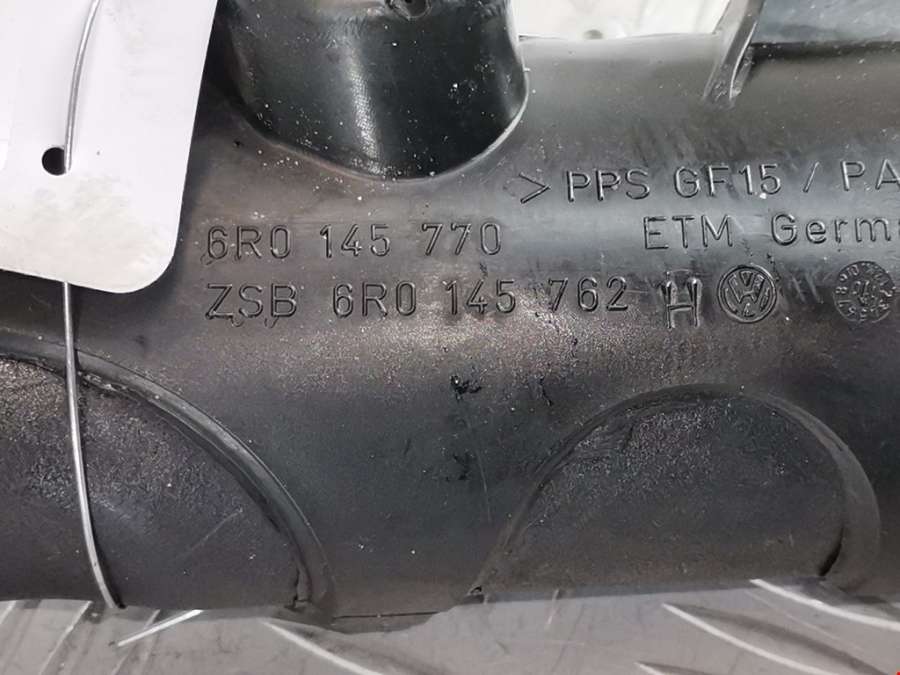 > PPS GF15 / PA
6R0 145 770
ETM Germ
ZSB 6R0 145 762 H